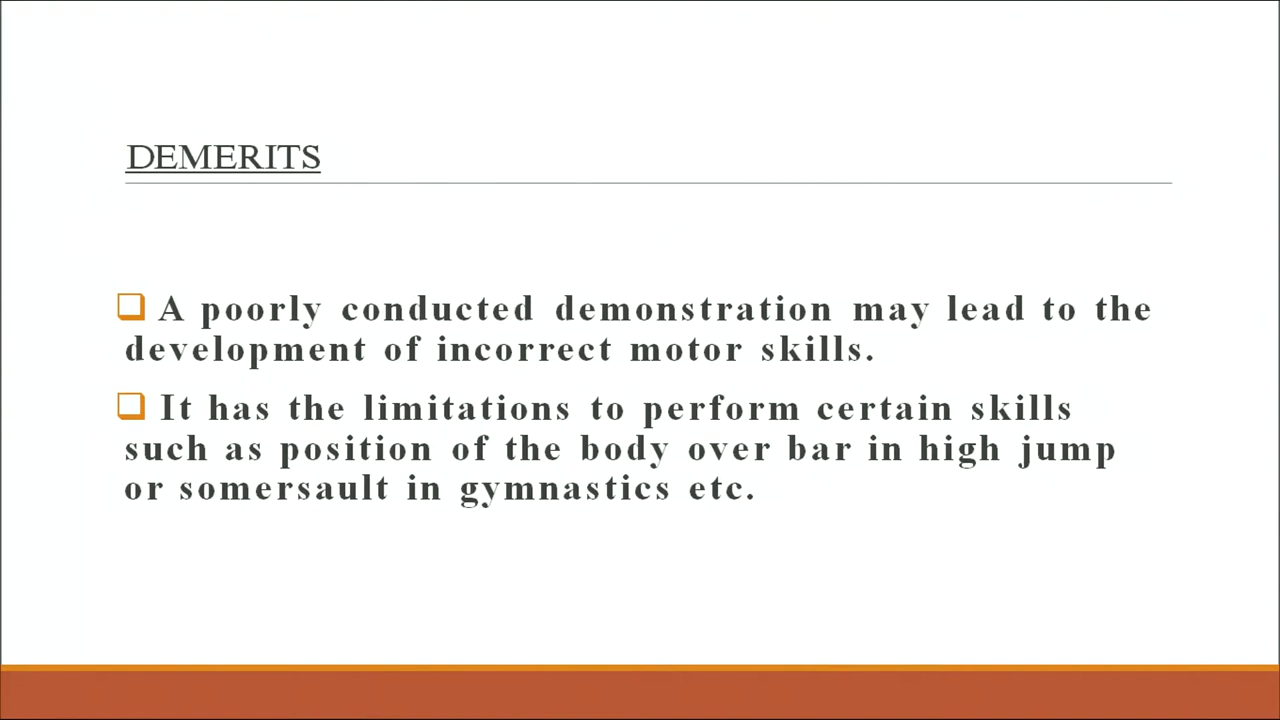 DEMERITS
A poorly conducted demonstration may lead to the
development of incorrect motor skills.
It has the limitations to perform certain skills
such as position of the body over bar in high jump
or somersault in gymnastics etc.